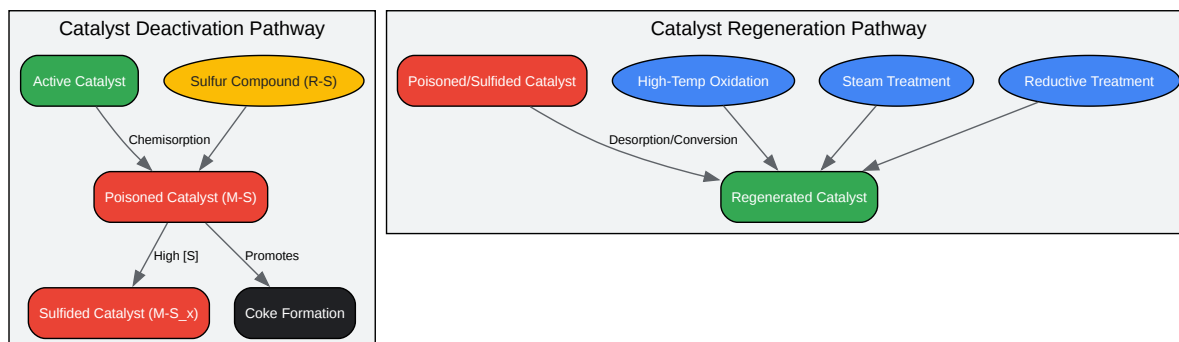 Catalyst Deactivation Pathway
Active Catalyst
Sulfur Compound (R-S)
Chemisorption
Poisoned Catalyst (M-S)
High [S]
Promotes
Sulfided Catalyst (M-S_x)
Coke Formation
Catalyst Regeneration Pathway
Poisoned/Sulfided Catalyst
High-Temp Oxidation
Steam Treatment
Reductive Treatment
Desorption/Conversion
Regenerated Catalyst